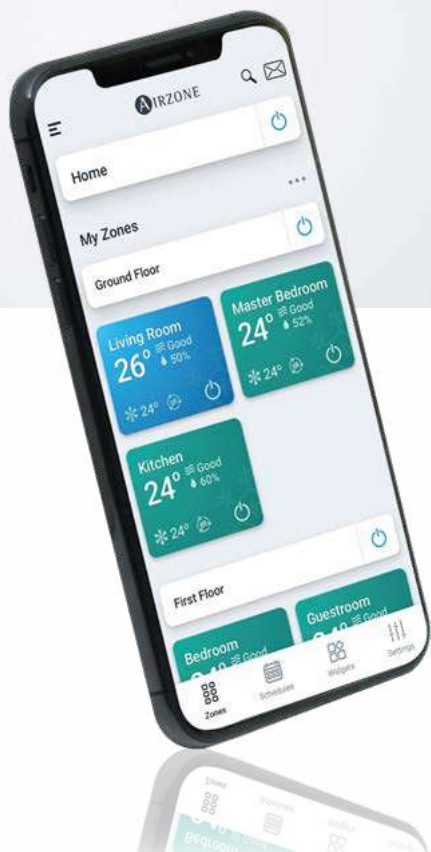 AIRZONE
Home
My Zones
Ground Floor
Living Room
26° Good
50%
24°
Master Bedroom
24° Good
52%
24°
Kitchen
24° Good
60%
24°
First Floor
Bedroom
Good
Guestroom
Good
Zones
Schedules
Widgets
Settings